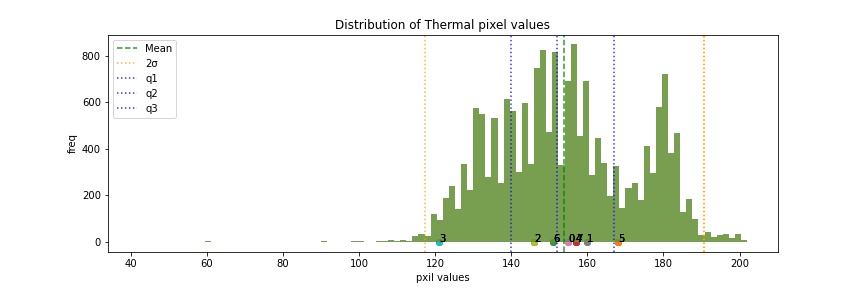 Distribution of Thermal pixel values
Mean
2σ
q1
q2
q3
freq
800
600
400
200
0
3 2 6 0 4 7 1 5
40 60 80 100 120 140 160 180 200
pxil values